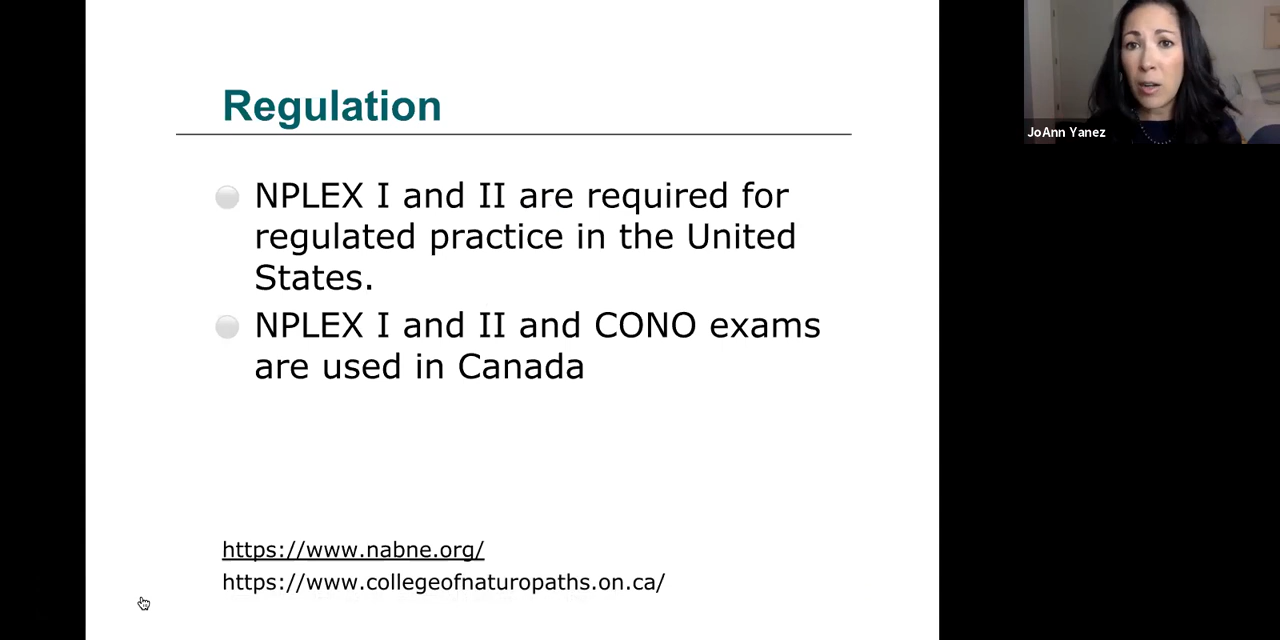 Regulation
NPLEX I and II are required for
regulated practice in the United
States.
NPLEX I and II and CONO exams
are used in Canada
https://www.nabne.org/
https://www.collegeofnaturopaths.on.ca/
JoAnn Yanez